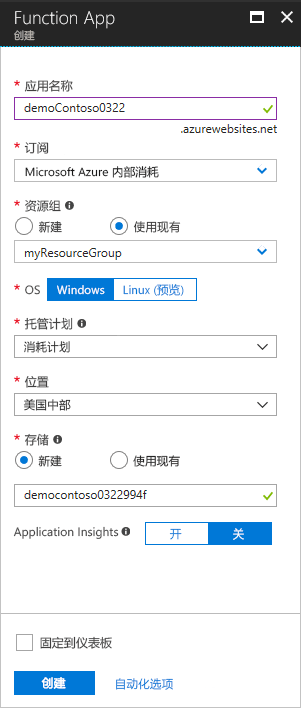 Function App
创建
* 应用名称
demoContoso0322
.azurewebsites.net
* 订阅
Microsoft Azure 内部消耗
* 资源组
新建 使用现有
myResourceGroup
* OS Windows Linux (预览)
* 托管计划
消耗计划
* 位置
美国中部
* 存储
新建 使用现有
democontoso0322994f
Application Insights 开 关
固定到仪表板
创建 自动化选项